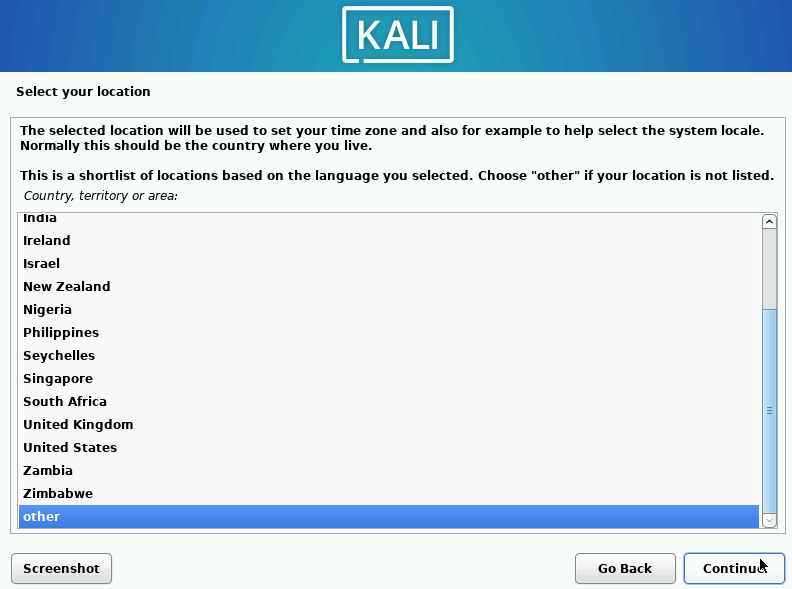 KALI
Select your location
The selected location will be used to set your time zone and also for example to help select the system locale.
Normally this should be the country where you live.
This is a shortlist of locations based on the language you selected. Choose "other" if your location is not listed.
Country, territory or area:
India
Ireland
Israel
New Zealand
Nigeria
Philippines
Seychelles
Singapore
South Africa
United Kingdom
United States
Zambia
Zimbabwe
other
Screenshot
Go Back
Continue